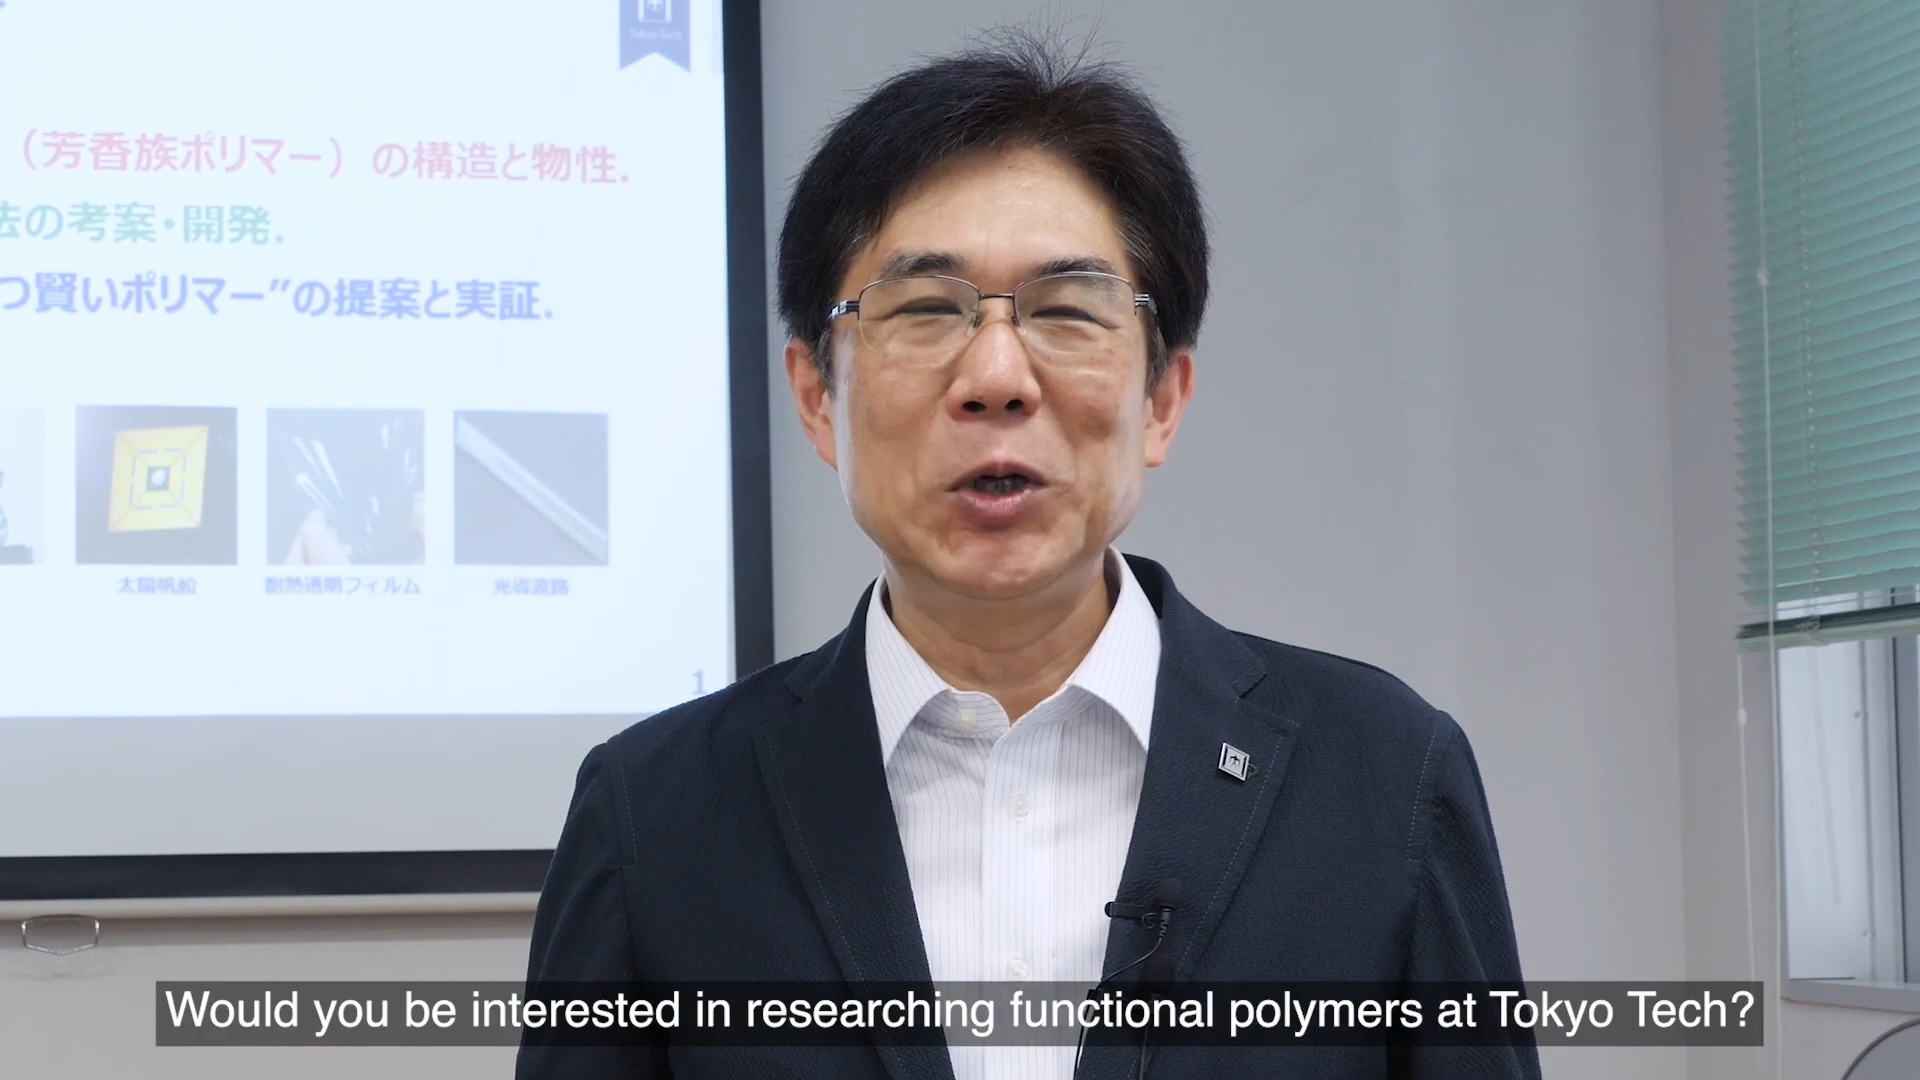 Tokyo Tech
（芳香族ポリマー）の構造と物性.
法の考案・開発.
つ賢いポリマー”の提案と実証.
太陽帆船
耐熱透明フィルム
光導波路
1
Would you be interested in researching functional polymers at Tokyo Tech?